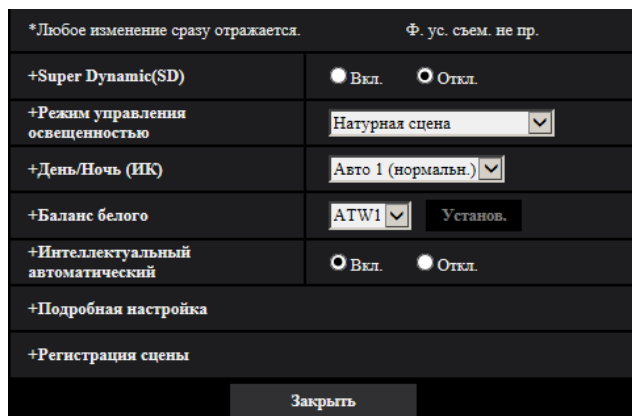 *Любое изменение сразу отражается. Ф. ус. съем. не пр.
+Super Dynamic(SD) Вкл. Откл.
+Режим управления
освещенностью Натурная сцена
+День/Ночь (ИК) Авто 1 (нормальн.)
+Баланс белого ATW1 Установ.
+Интеллектуальный
автоматический Вкл. Откл.
+Подробная настройка
+Регистрация сцены
Закрыть